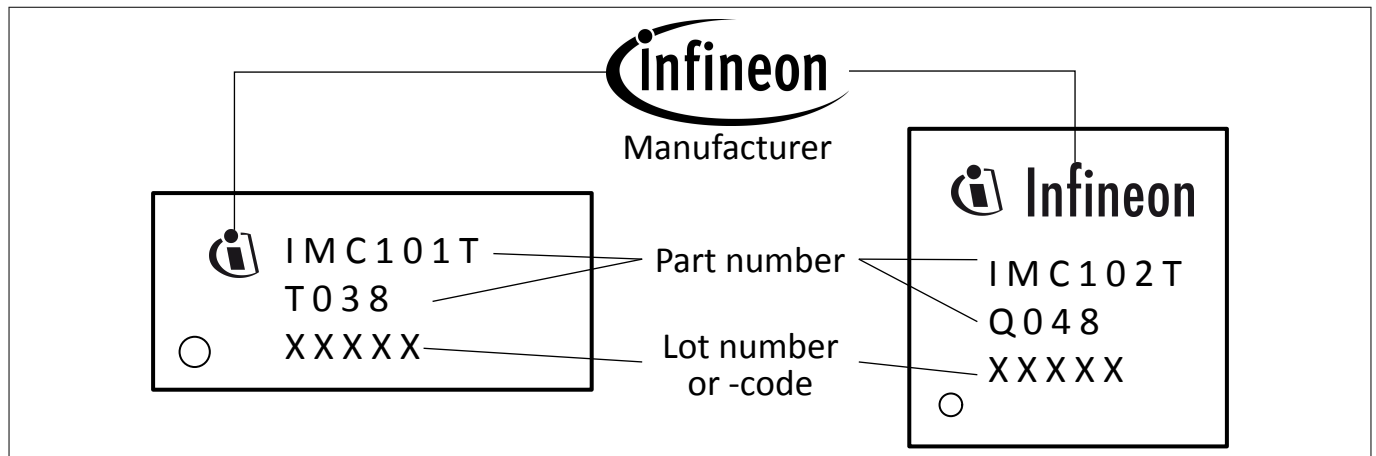 infineon
Manufacturer
Infineon
IMC101T
T038
XXXXX
Part number
Lot number
or -code
IMC102T
Q048
XXXXX